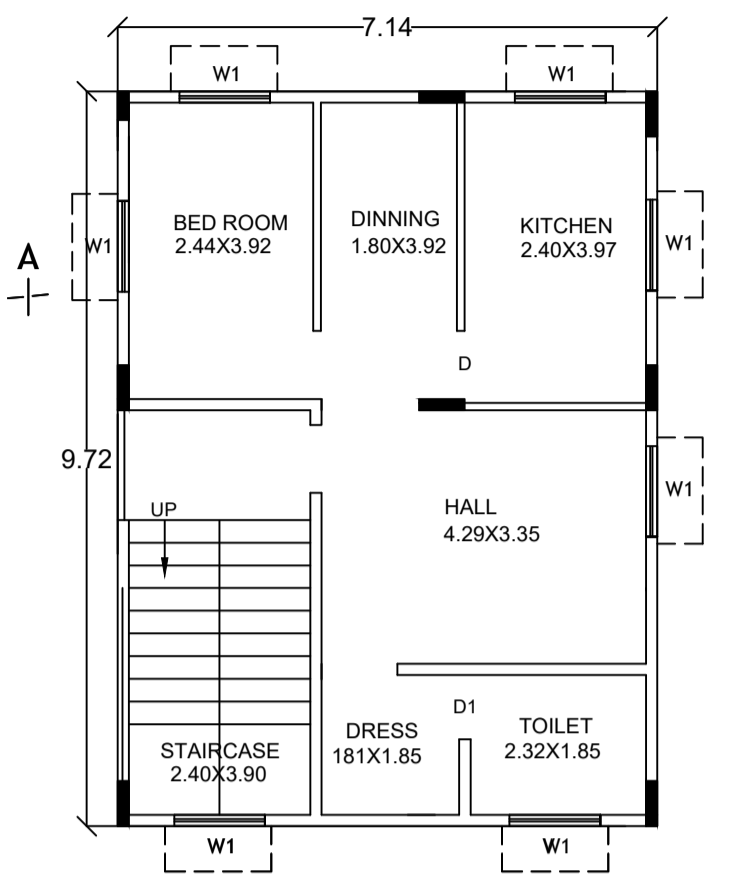 7.14
W1
W1
BED ROOM
2.44X3.92
DINNING
1.80X3.92
KITCHEN
2.40X3.97
W1
W1
A
D
9.72
UP
HALL
4.29X3.35
W1
D1
STAIRCASE
2.40X3.90
DRESS
181X1.85
TOILET
2.32X1.85
W1
W1